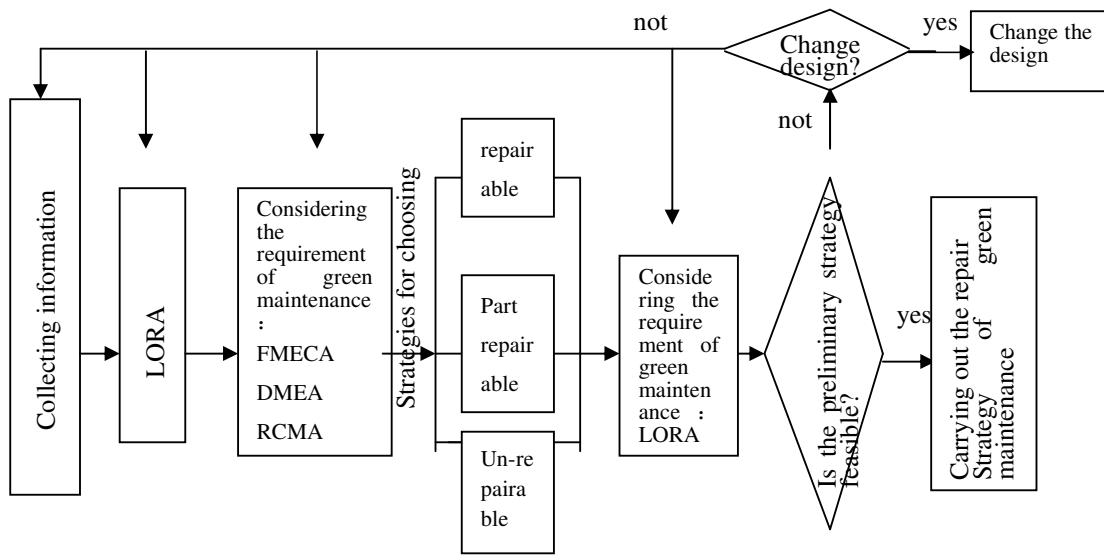 not
Change
design?
yes
Change the
design
not
Collecting information
LORA
Considering
the
requirement
of green
maintenance
:
FMECA
DMEA
RCMA
Strategies for choosing
repair
able
Part
repair
able
Un-re
paira
ble
Conside
ring the
require
ment of
green
mainten
ance :
LORA
Is the preliminary strategy
feasible?
yes
Carrying out the repair
Strategy of green
maintenance